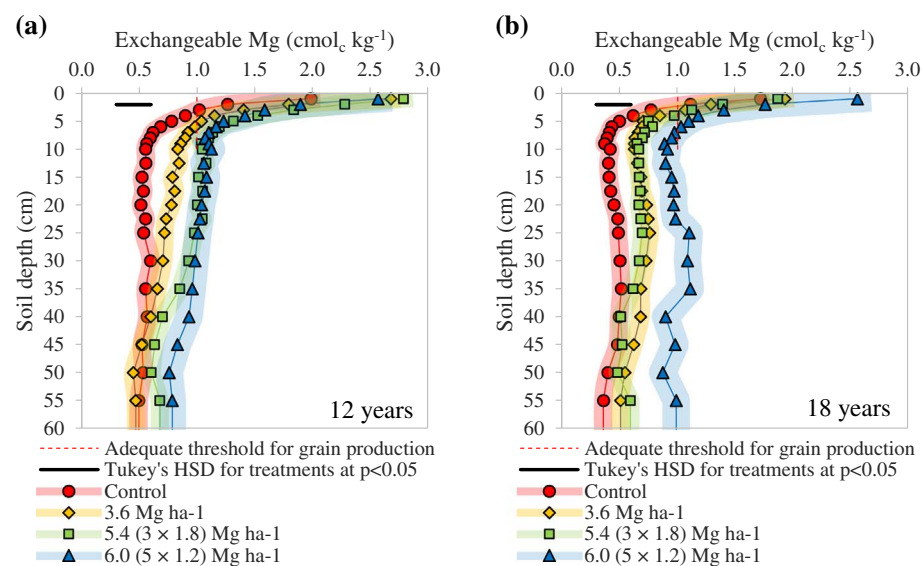 (a)
Exchangeable Mg (cmolc kg-1)
0.0 0.5 1.0 1.5 2.0 2.5 3.0
0
5
10
15
20
25
30
35
40
45
50
55
60
Soil depth (cm)
12 years
Adequate threshold for grain production
Tukey's HSD for treatments at p<0.05
Control
3.6 Mg ha-1
5.4 (3 × 1.8) Mg ha-1
6.0 (5 × 1.2) Mg ha-1
(b)
Exchangeable Mg (cmolc kg-1)
0.0 0.5 1.0 1.5 2.0 2.5 3.0
0
5
10
15
20
25
30
35
40
45
50
55
60
Soil depth (cm)
18 years
Adequate threshold for grain production
Tukey's HSD for treatments at p<0.05
Control
3.6 Mg ha-1
5.4 (3 × 1.8) Mg ha-1
6.0 (5 × 1.2) Mg ha-1